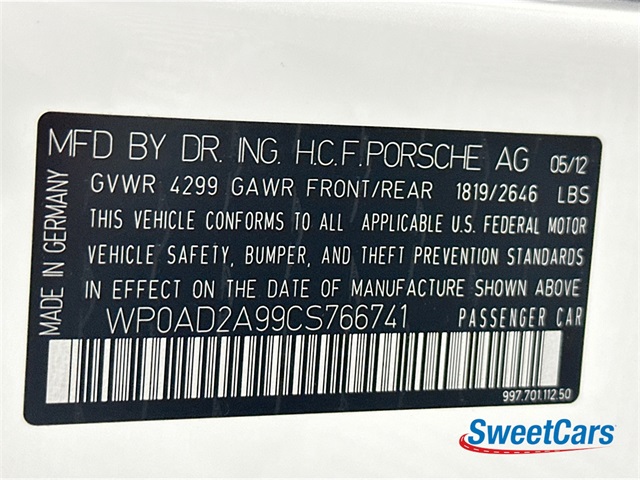 MFD BY DR. ING. H.C.F.PORSCHE AG 05/12
GVWR 4299 GAWR FRONT/REAR 1819/2646 LBS
THIS VEHICLE CONFORMS TO ALL APPLICABLE U.S. FEDERAL MOTOR
VEHICLE SAFETY, BUMPER, AND THEFT PREVENTION STANDARDS
IN EFFECT ON THE DATE OF MANUFACTURE SHOWN ABOVE
WP0AD2A99CS766741 PASSENGER CAR
MADE IN GERMANY
997.701.112.50
SweetCars